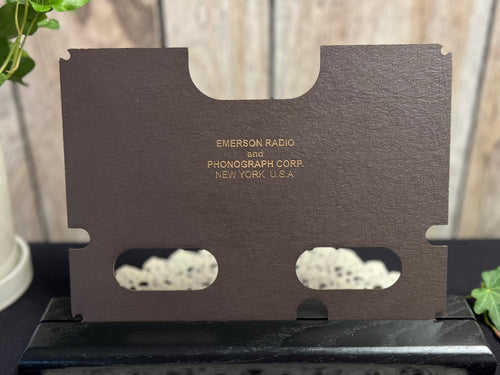 EMERSON RADIO
and
PHONOGRAPH CORP.
NEW YORK U.S.A.